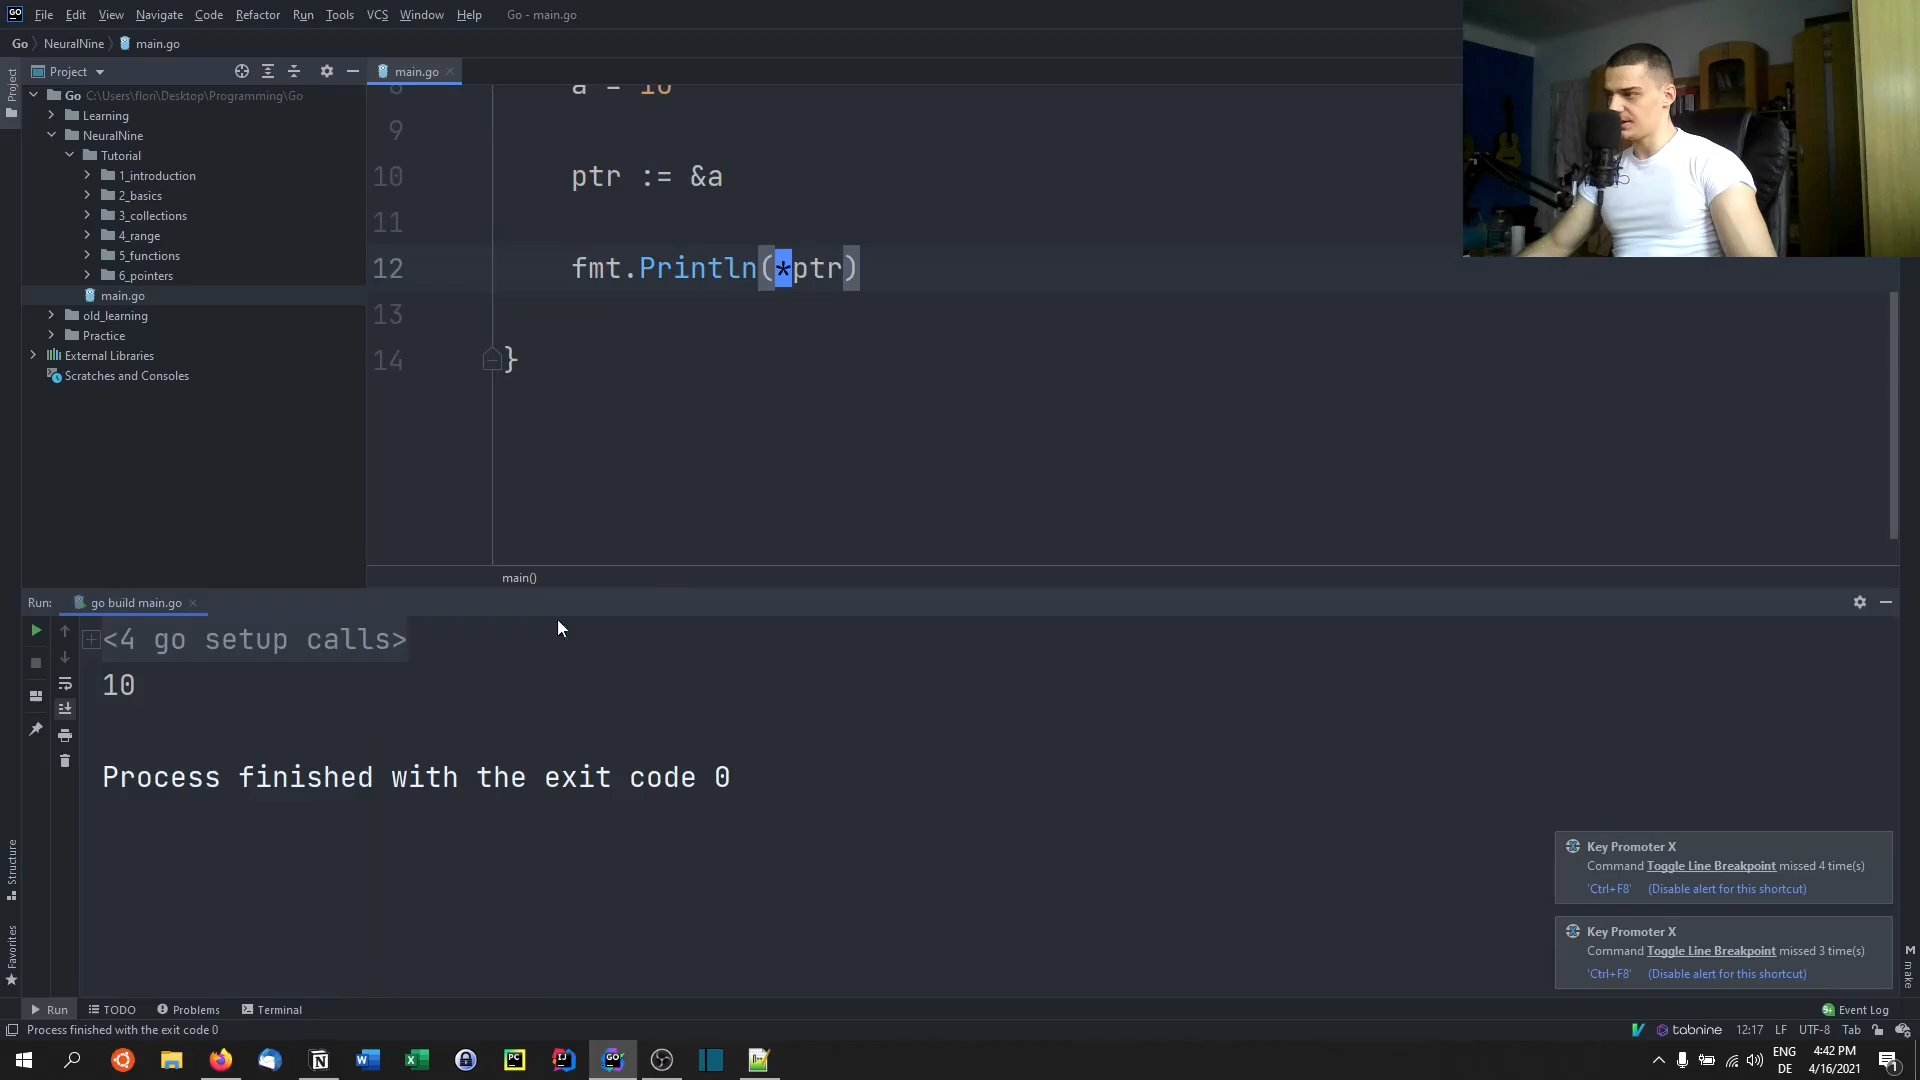 GO File Edit View Navigate Code Refactor Run Tools VCS Window Help Go - main.go
Go NeuralNine main.go
Project
Project
main.go
Go C:\Users\flori\Desktop\Programming\Go
Learning
NeuralNine
Tutorial
1_introduction
2_basics
3_collections
4_range
5_functions
6_pointers
main.go
old_learning
Practice
External Libraries
Scratches and Consoles
8 a = 10
9
10 ptr := &a
11
12 fmt.Println(*ptr)
13
14 }
main()
Run: go build main.go
<4 go setup calls>
10
Process finished with the exit code 0
Structure
Favorites
make
Key Promoter X
Command Toggle Line Breakpoint missed 4 time(s)
'Ctrl+F8' (Disable alert for this shortcut)
Key Promoter X
Command Toggle Line Breakpoint missed 3 time(s)
'Ctrl+F8' (Disable alert for this shortcut)
Run TODO Problems Terminal 9+ Event Log
Process finished with the exit code 0 tabnine 12:17 LF UTF-8 Tab
ENG 4:42 PM
DE 4/16/2021